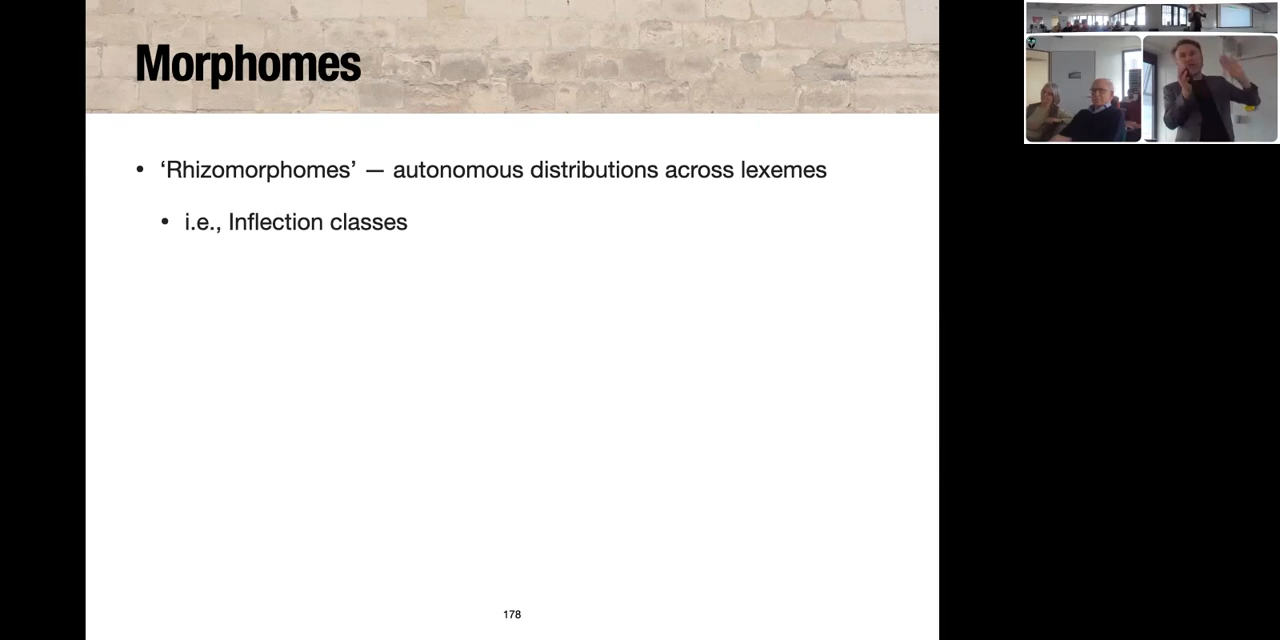 Morphomes
• ‘Rhizomorphomes’ — autonomous distributions across lexemes
• i.e., Inflection classes
178